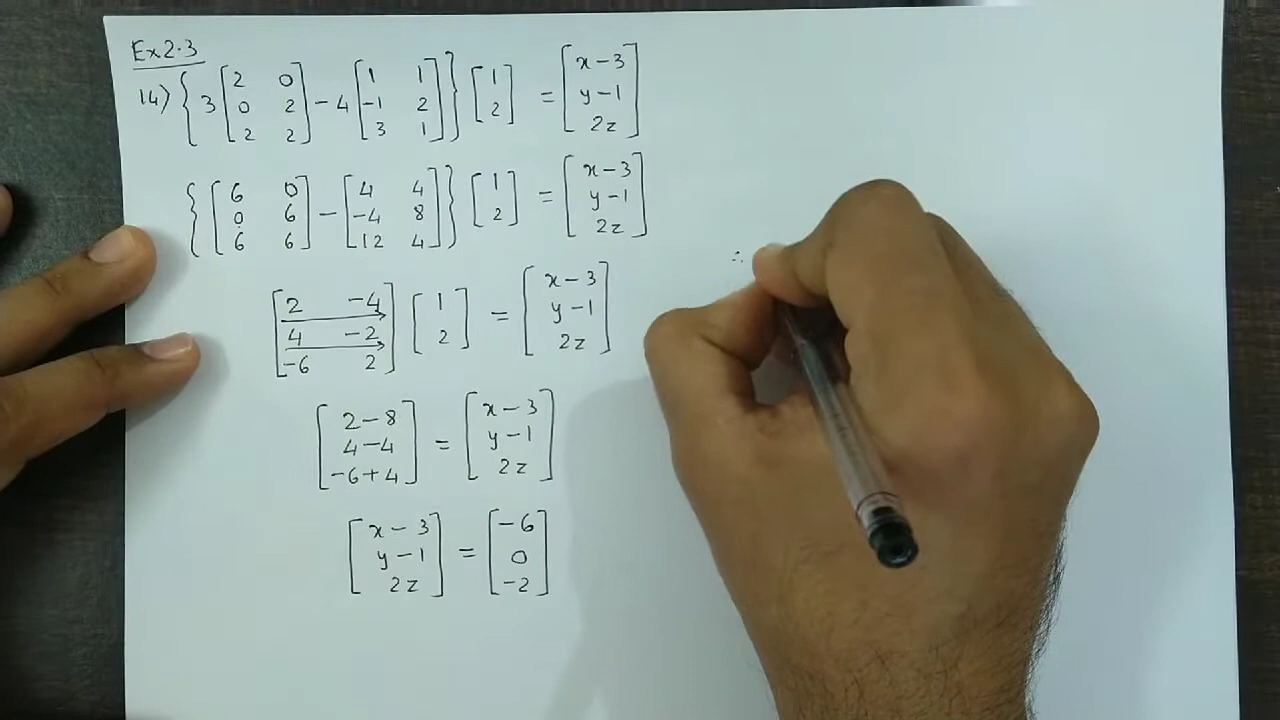 Ex 2.3
14) { 3 [2 0; 0 2; 2 2] - 4 [1 1; -1 2; 3 1] } [1; 2] = [x-3; y-1; 2z]
{ [6 0; 0 6; 6 6] - [4 4; -4 8; 12 4] } [1; 2] = [x-3; y-1; 2z]
[2 -4; 4 -2; -6 2] [1; 2] = [x-3; y-1; 2z]
[2-8; 4-4; -6+4] = [x-3; y-1; 2z]
[x-3; y-1; 2z] = [-6; 0; -2]
∴